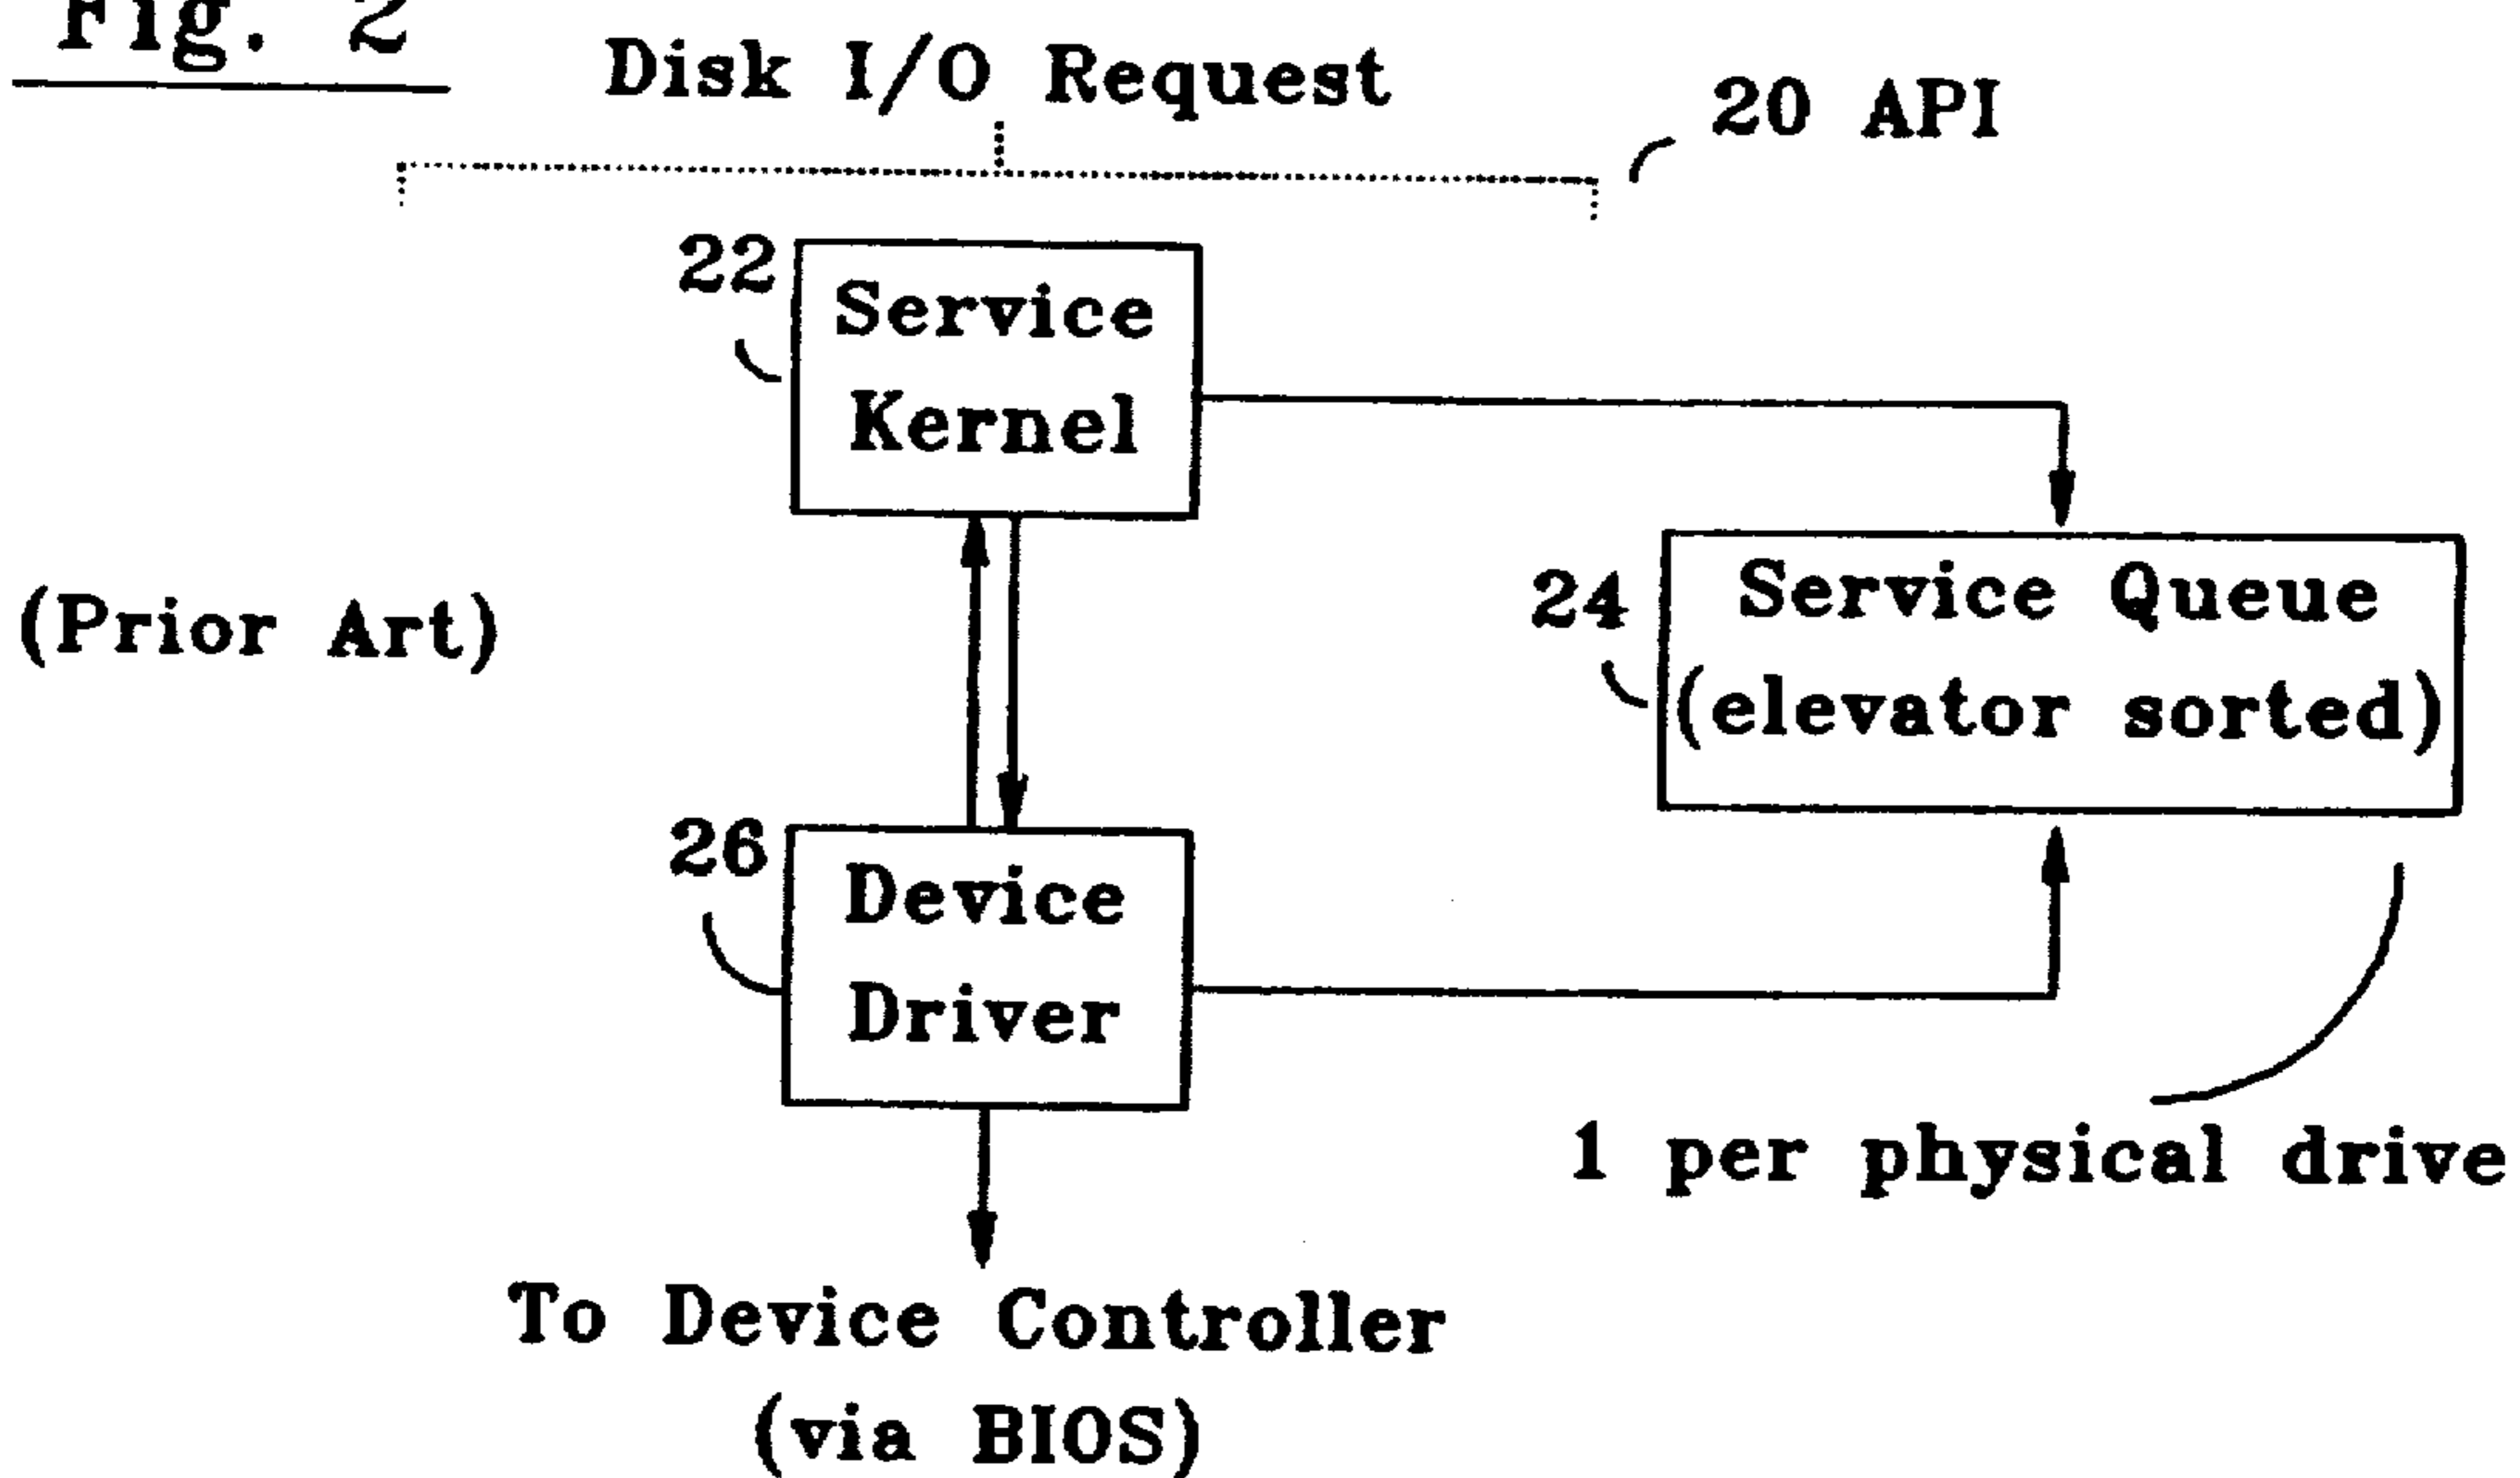 Fig. 2
Disk I/O Request
20 API
22
Service
Kernel
24
Service Queue
(elevator sorted)
(Prior Art)
26
Device
Driver
1 per physical drive
To Device Controller
(via BIOS)